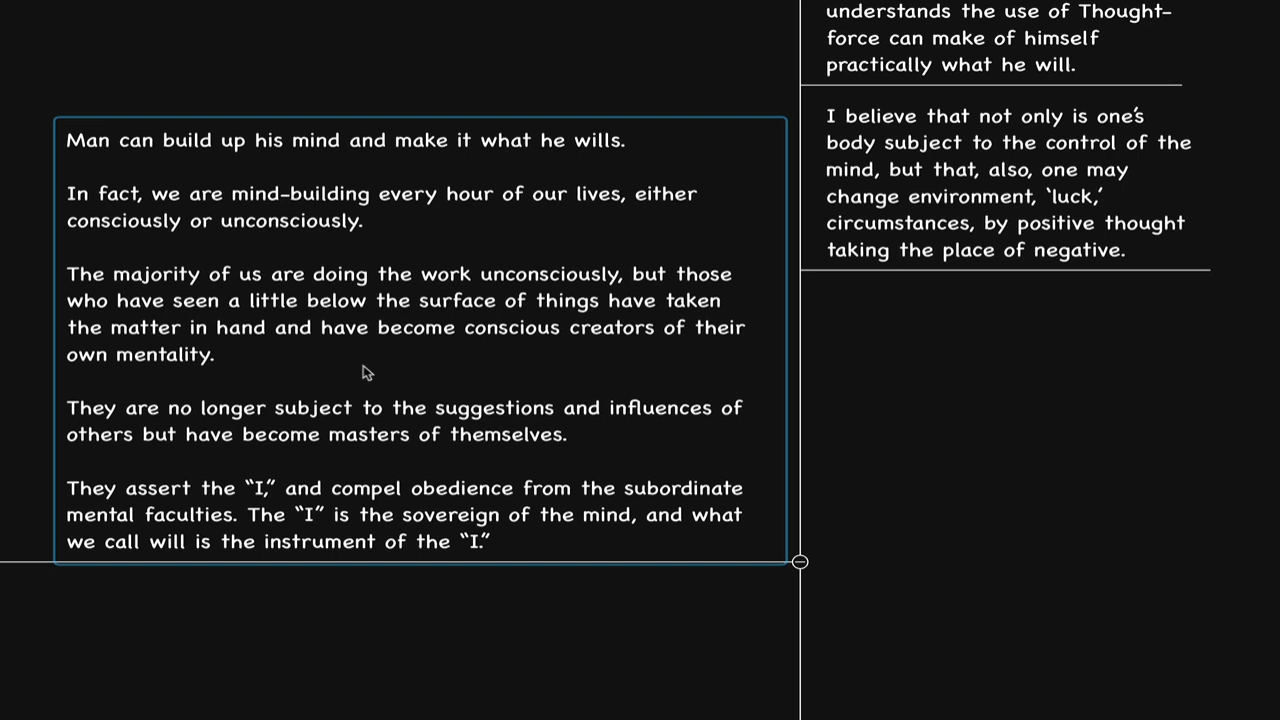 Man can build up his mind and make it what he wills.
In fact, we are mind-building every hour of our lives, either
consciously or unconsciously.
The majority of us are doing the work unconsciously, but those
who have seen a little below the surface of things have taken
the matter in hand and have become conscious creators of their
own mentality.
They are no longer subject to the suggestions and influences of
others but have become masters of themselves.
They assert the “I,” and compel obedience from the subordinate
mental faculties. The “I” is the sovereign of the mind, and what
we call will is the instrument of the “I.”
understands the use of Thought-
force can make of himself
practically what he will.
I believe that not only is one’s
body subject to the control of the
mind, but that, also, one may
change environment, ‘luck,’
circumstances, by positive thought
taking the place of negative.